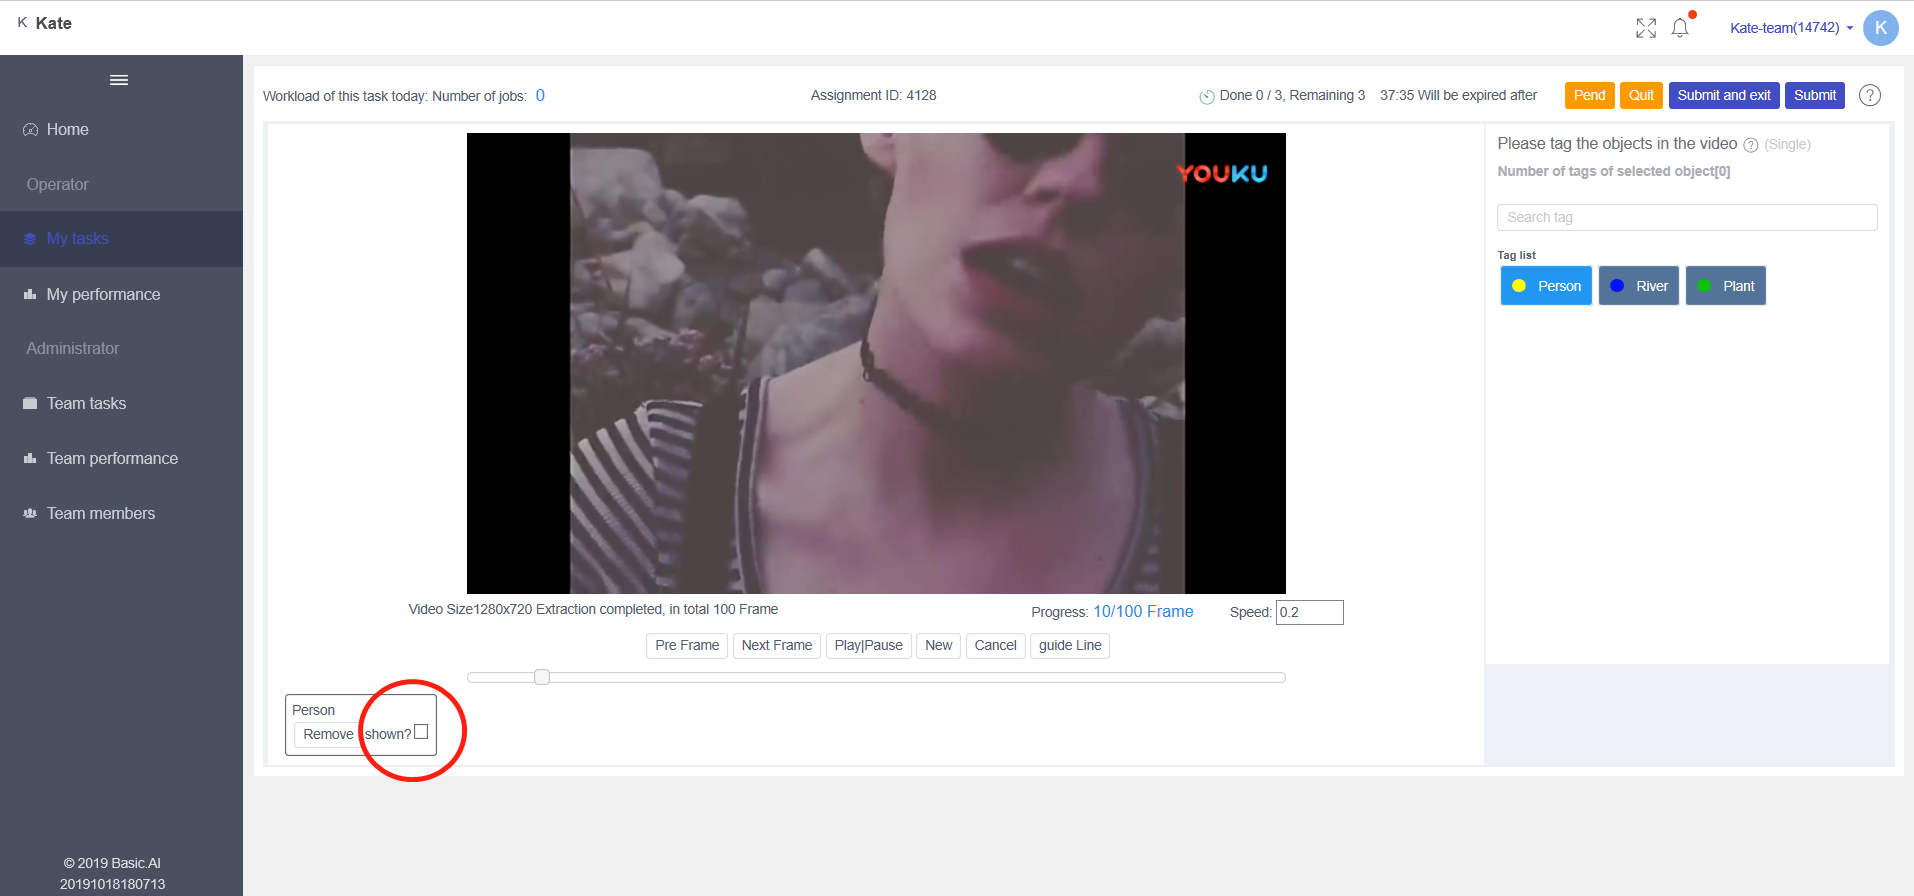 K Kate
Kate-team(14742)
K
Home
Operator
My tasks
My performance
Administrator
Team tasks
Team performance
Team members
© 2019 Basic.AI
20191018180713
Workload of this task today: Number of jobs: 0
Assignment ID: 4128
Done 0 / 3, Remaining 3 37:35 Will be expired after
Pend Quit Submit and exit Submit ?
YOUKU
Video Size1280x720 Extraction completed, in total 100 Frame
Progress: 10/100 Frame
Speed: 0.2
Pre Frame Next Frame Play|Pause New Cancel guide Line
Person
Remove shown?
Please tag the objects in the video ? (Single)
Number of tags of selected object[0]
Search tag
Tag list
Person River Plant